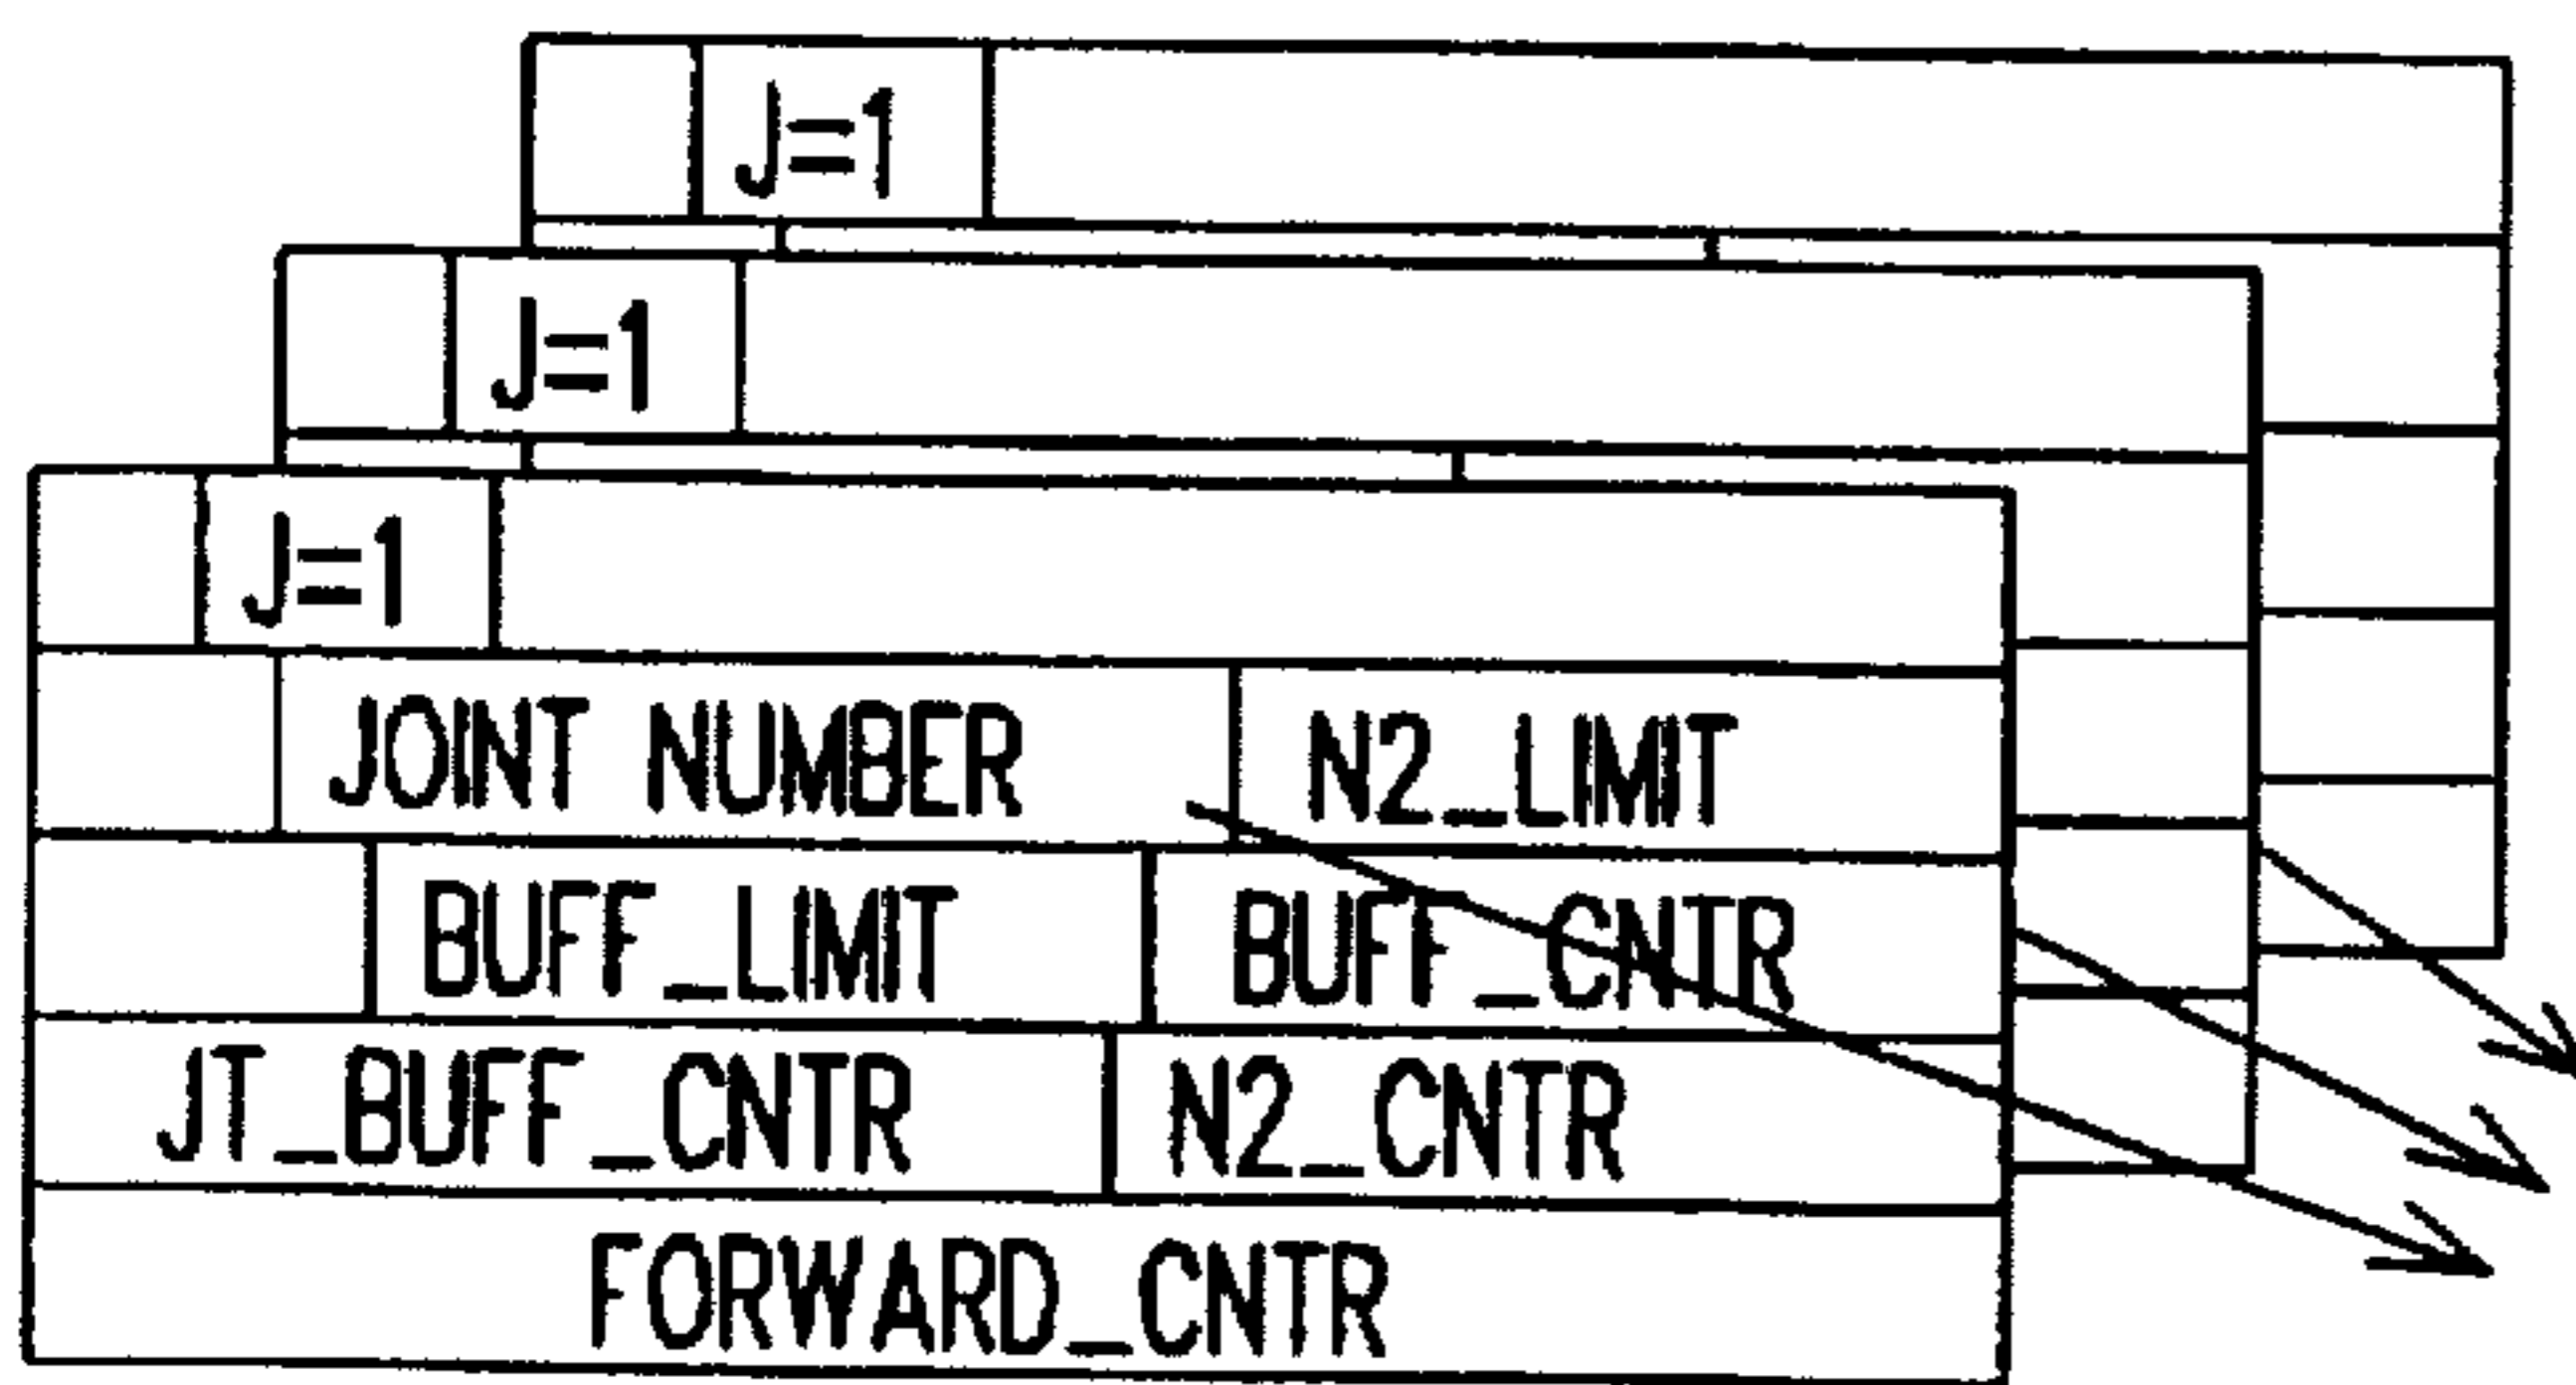 J=1
J=1
J=1
JOINT NUMBER N2_LIMIT
BUFF_LIMIT BUFF_CNTR
JT_BUFF_CNTR N2_CNTR
FORWARD_CNTR